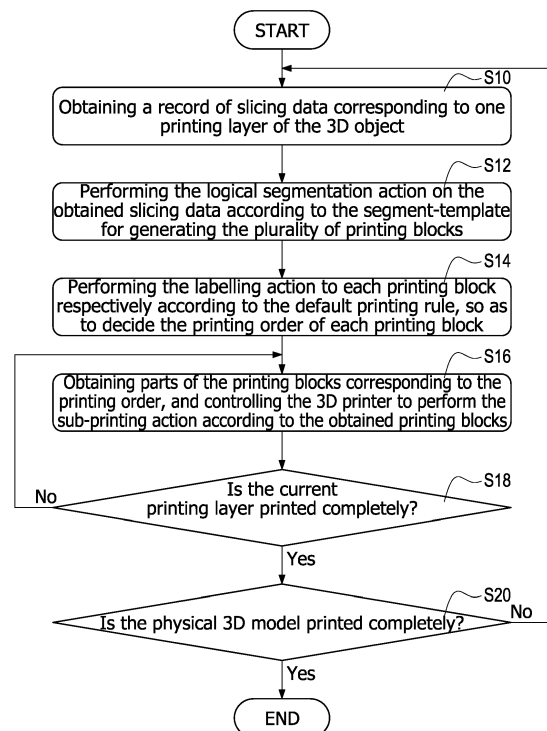 START
S10
Obtaining a record of slicing data corresponding to one
printing layer of the 3D object
S12
Performing the logical segmentation action on the
obtained slicing data according to the segment-template
for generating the plurality of printing blocks
S14
Performing the labelling action to each printing block
respectively according to the default printing rule, so as
to decide the printing order of each printing block
S16
Obtaining parts of the printing blocks corresponding to the
printing order, and controlling the 3D printer to perform the
sub-printing action according to the obtained printing blocks
S18
Is the current
printing layer printed completely?
No
Yes
S20
Is the physical 3D model printed completely?
No
Yes
END